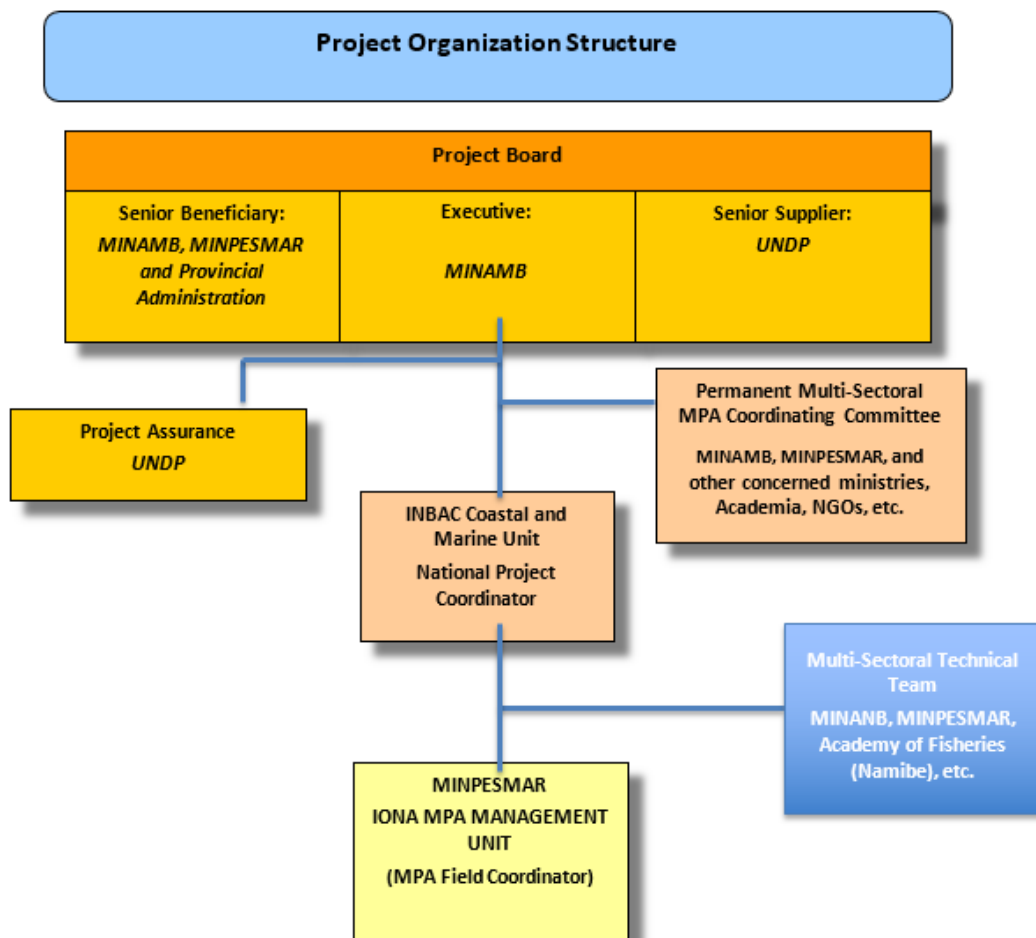 Project Organization Structure
Project Board
Senior Beneficiary:
MINAMB, MINPESMAR
and Provincial
Administration
Executive:
MINAMB
Senior Supplier:
UNDP
Project Assurance
UNDP
Permanent Multi-Sectoral
MPA Coordinating Committee
MINAMB, MINPESMAR, and
other concerned ministries,
Academia, NGOs, etc.
INBAC Coastal and
Marine Unit
National Project
Coordinator
Multi-Sectoral Technical
Team
MINANB, MINPESMAR,
Academy of Fisheries
(Namibe), etc.
MINPESMAR
IONA MPA MANAGEMENT
UNIT
(MPA Field Coordinator)